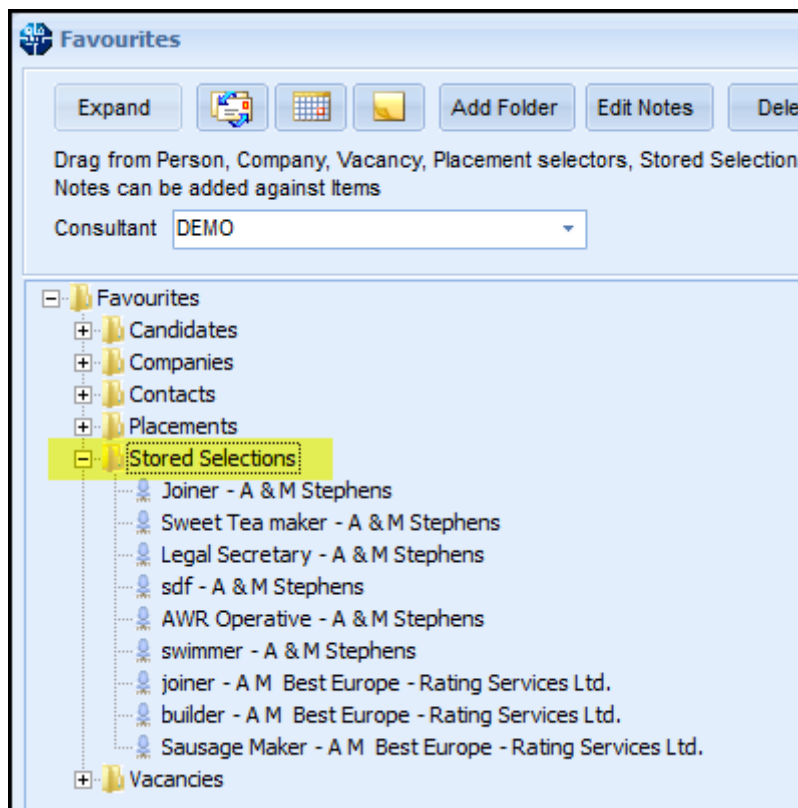 Favourites
Expand Add Folder Edit Notes Dele
Drag from Person, Company, Vacancy, Placement selectors, Stored Selection
Notes can be added against Items
Consultant DEMO
Favourites
Candidates
Companies
Contacts
Placements
Stored Selections
Joiner - A & M Stephens
Sweet Tea maker - A & M Stephens
Legal Secretary - A & M Stephens
sdf - A & M Stephens
AWR Operative - A & M Stephens
swimmer - A & M Stephens
joiner - A M Best Europe - Rating Services Ltd.
builder - A M Best Europe - Rating Services Ltd.
Sausage Maker - A M Best Europe - Rating Services Ltd.
Vacancies